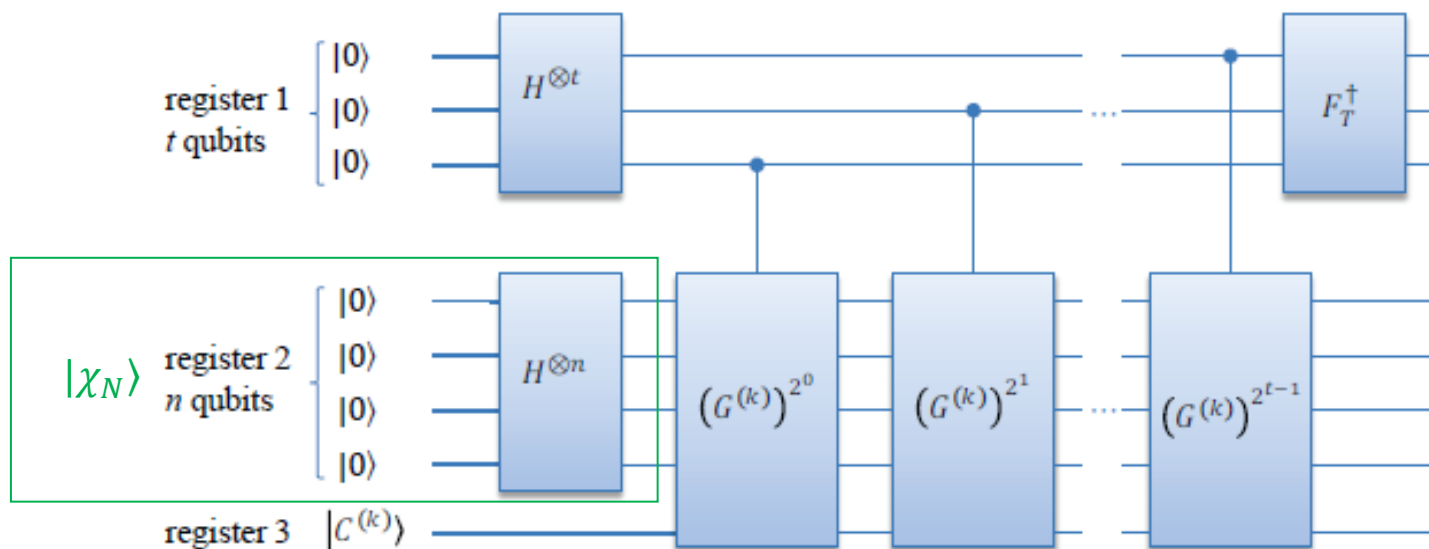 register 1
t qubits
|0⟩
|0⟩
|0⟩
H^{⊗t}
...
F_T^†
|χ_N⟩
register 2
n qubits
|0⟩
|0⟩
|0⟩
|0⟩
H^{⊗n}
(G^{(k)})^{2^0}
(G^{(k)})^{2^1}
...
(G^{(k)})^{2^{t−1}}
register 3 |C^{(k)}⟩